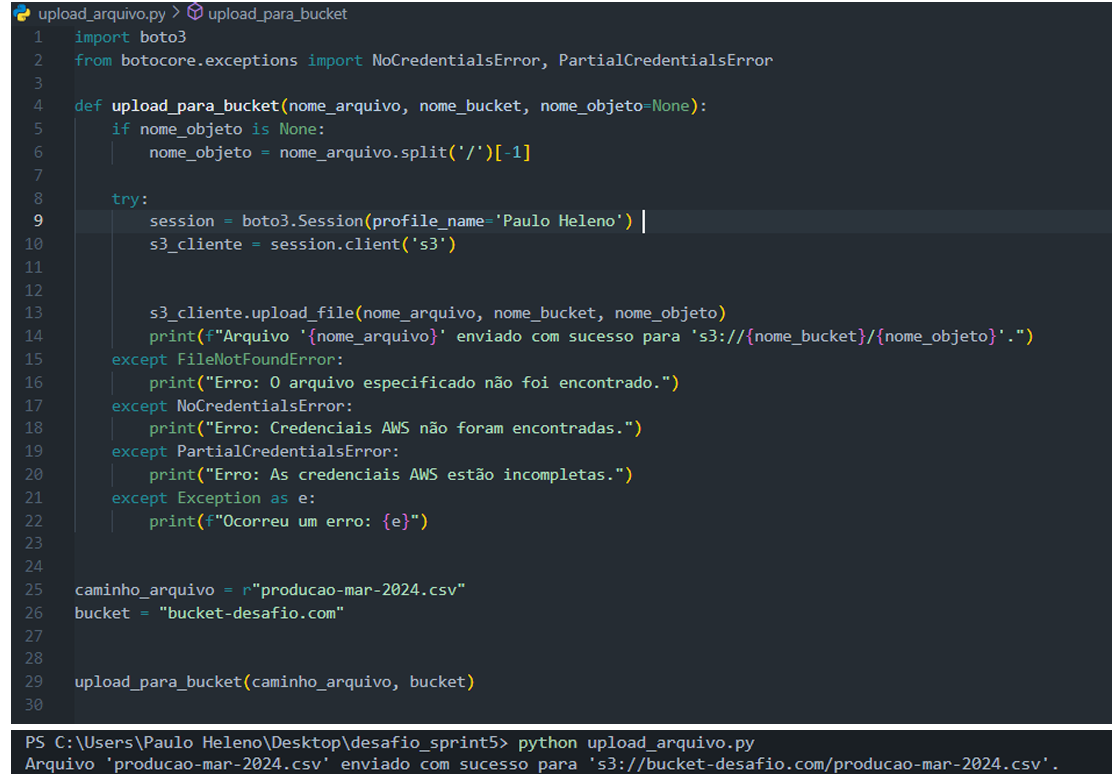 upload_arquivo.py > upload_para_bucket
1 import boto3
2 from botocore.exceptions import NoCredentialsError, PartialCredentialsError
3
4 def upload_para_bucket(nome_arquivo, nome_bucket, nome_objeto=None):
5     if nome_objeto is None:
6         nome_objeto = nome_arquivo.split('/')[-1]
7
8     try:
9         session = boto3.Session(profile_name='Paulo Heleno')
10         s3_cliente = session.client('s3')
11
12
13         s3_cliente.upload_file(nome_arquivo, nome_bucket, nome_objeto)
14         print(f"Arquivo '{nome_arquivo}' enviado com sucesso para 's3://{nome_bucket}/{nome_objeto}'.")
15     except FileNotFoundError:
16         print("Erro: O arquivo especificado não foi encontrado.")
17     except NoCredentialsError:
18         print("Erro: Credenciais AWS não foram encontradas.")
19     except PartialCredentialsError:
20         print("Erro: As credenciais AWS estão incompletas.")
21     except Exception as e:
22         print(f"Ocorreu um erro: {e}")
23
24
25 caminho_arquivo = r"producao-mar-2024.csv"
26 bucket = "bucket-desafio.com"
27
28
29 upload_para_bucket(caminho_arquivo, bucket)
30
PS C:\Users\Paulo Heleno\Desktop\desafio_sprint5> python upload_arquivo.py
Arquivo 'producao-mar-2024.csv' enviado com sucesso para 's3://bucket-desafio.com/producao-mar-2024.csv'.